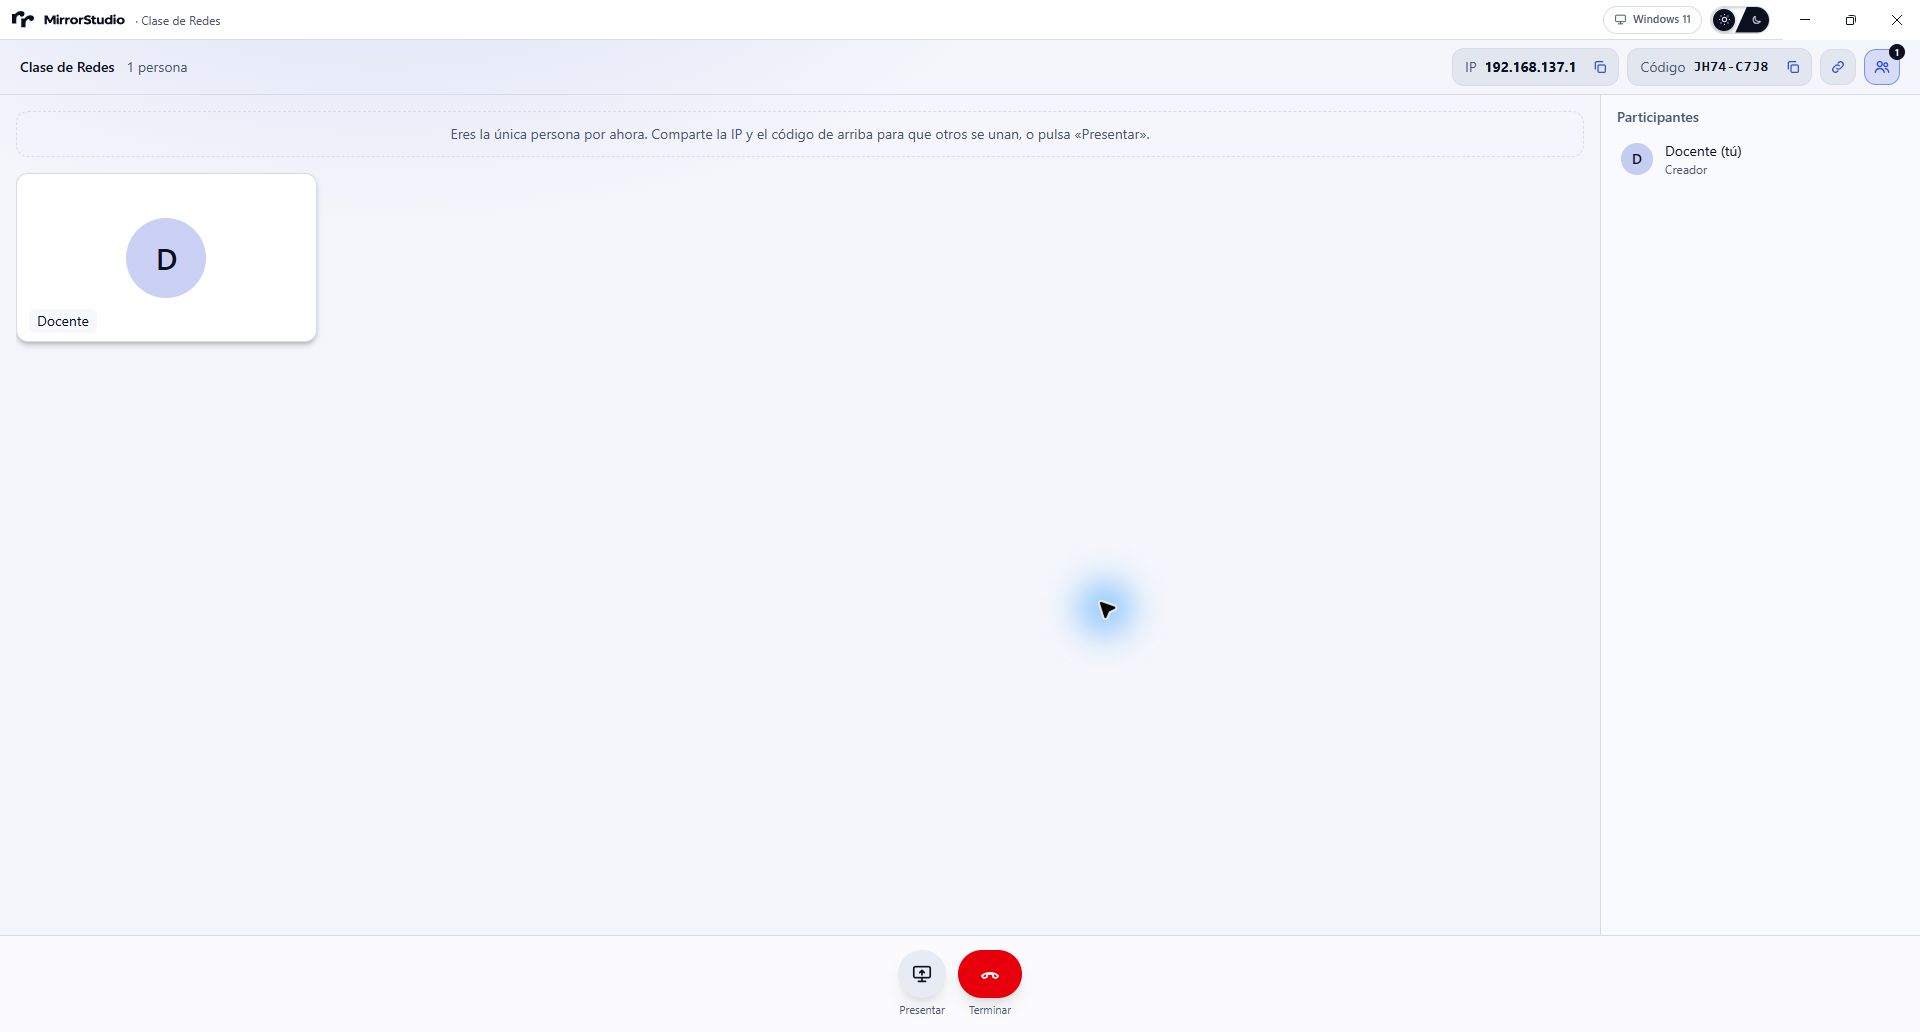 MirrorStudio · Clase de Redes
Windows 11
Clase de Redes 1 persona
IP 192.168.137.1
Código JH74-C7J8
1
Eres la única persona por ahora. Comparte la IP y el código de arriba para que otros se unan, o pulsa «Presentar».
D
Docente
Participantes
D
Docente (tú)
Creador
Presentar
Terminar